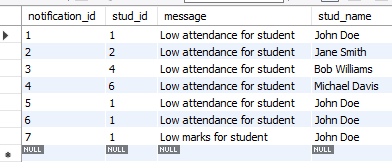 notification_id stud_id message stud_name
1 1 Low attendance for student John Doe
2 2 Low attendance for student Jane Smith
3 4 Low attendance for student Bob Williams
4 6 Low attendance for student Michael Davis
5 1 Low attendance for student John Doe
6 1 Low attendance for student John Doe
7 1 Low marks for student John Doe
NULL NULL NULL NULL